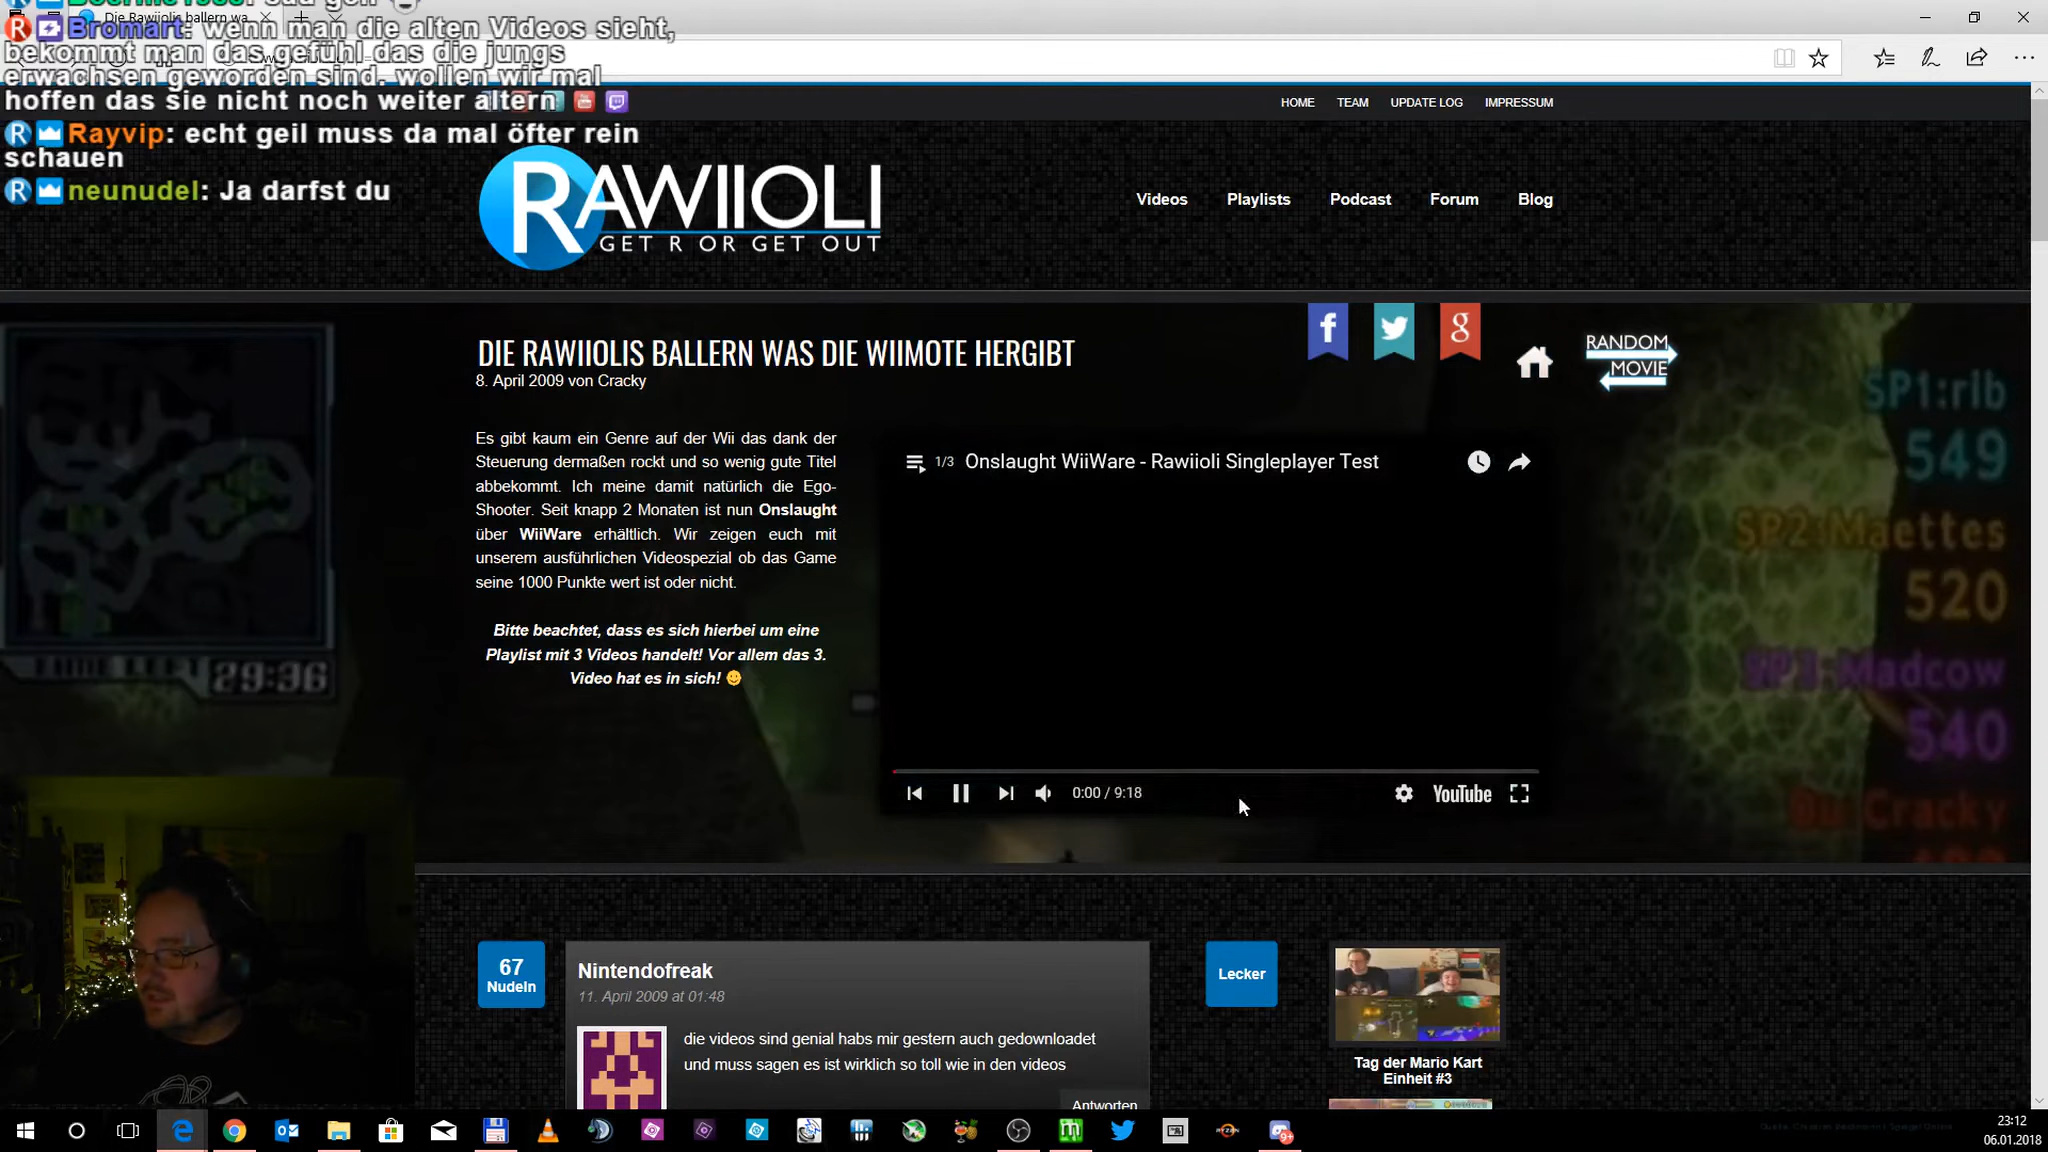 Die Rawiiolis ballern wa
Bromart: wenn man die alten Videos sieht,
bekommt man das gefühl das die jungs
erwachsen geworden sind. wollen wir mal
hoffen das sie nicht noch weiter altern
Rayvip: echt geil muss da mal öfter rein
schauen
neunudel: Ja darfst du
HOME TEAM UPDATE LOG IMPRESSUM
RAWIIOLI
GET R OR GET OUT
Videos Playlists Podcast Forum Blog
DIE RAWIIOLIS BALLERN WAS DIE WIIMOTE HERGIBT
8. April 2009 von Cracky
RANDOM
MOVIE
Es gibt kaum ein Genre auf der Wii das dank der
Steuerung dermaßen rockt und so wenig gute Titel
abbekommt. Ich meine damit natürlich die Ego-
Shooter. Seit knapp 2 Monaten ist nun Onslaught
über WiiWare erhältlich. Wir zeigen euch mit
unserem ausführlichen Videospezial ob das Game
seine 1000 Punkte wert ist oder nicht.
Bitte beachtet, dass es sich hierbei um eine
Playlist mit 3 Videos handelt! Vor allem das 3.
Video hat es in sich!
1/3 Onslaught WiiWare - Rawiioli Singleplayer Test
0:00 / 9:18
YouTube
29:36
SP1:rib
549
SP2:Maettes
520
SP3:Madcow
540
Cracky
67
Nudeln
Nintendofreak
11. April 2009 at 01:48
die videos sind genial habs mir gestern auch gedownloadet
und muss sagen es ist wirklich so toll wie in den videos
Antworten
Lecker
Tag der Mario Kart
Einheit #3
23:12
06.01.2018